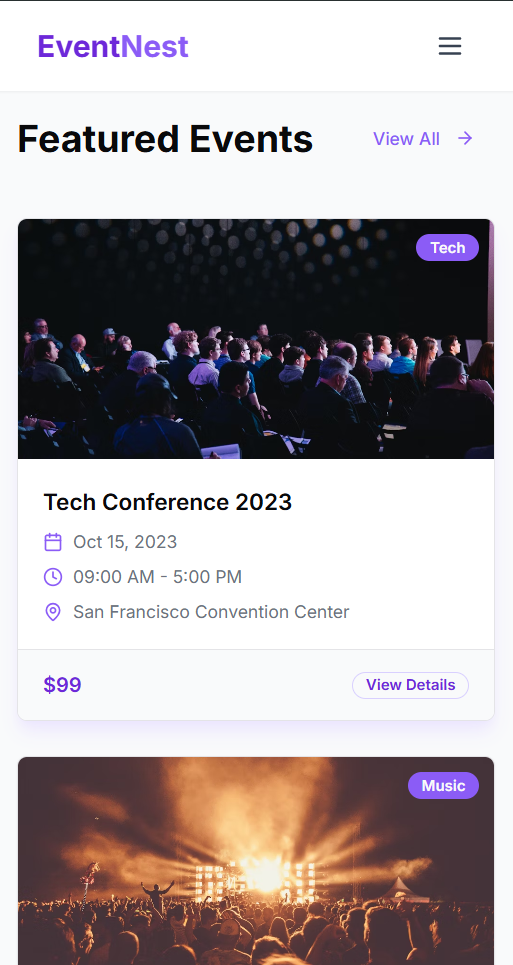 EventNest
Featured Events
View All
Tech
Tech Conference 2023
Oct 15, 2023
09:00 AM - 5:00 PM
San Francisco Convention Center
$99
View Details
Music